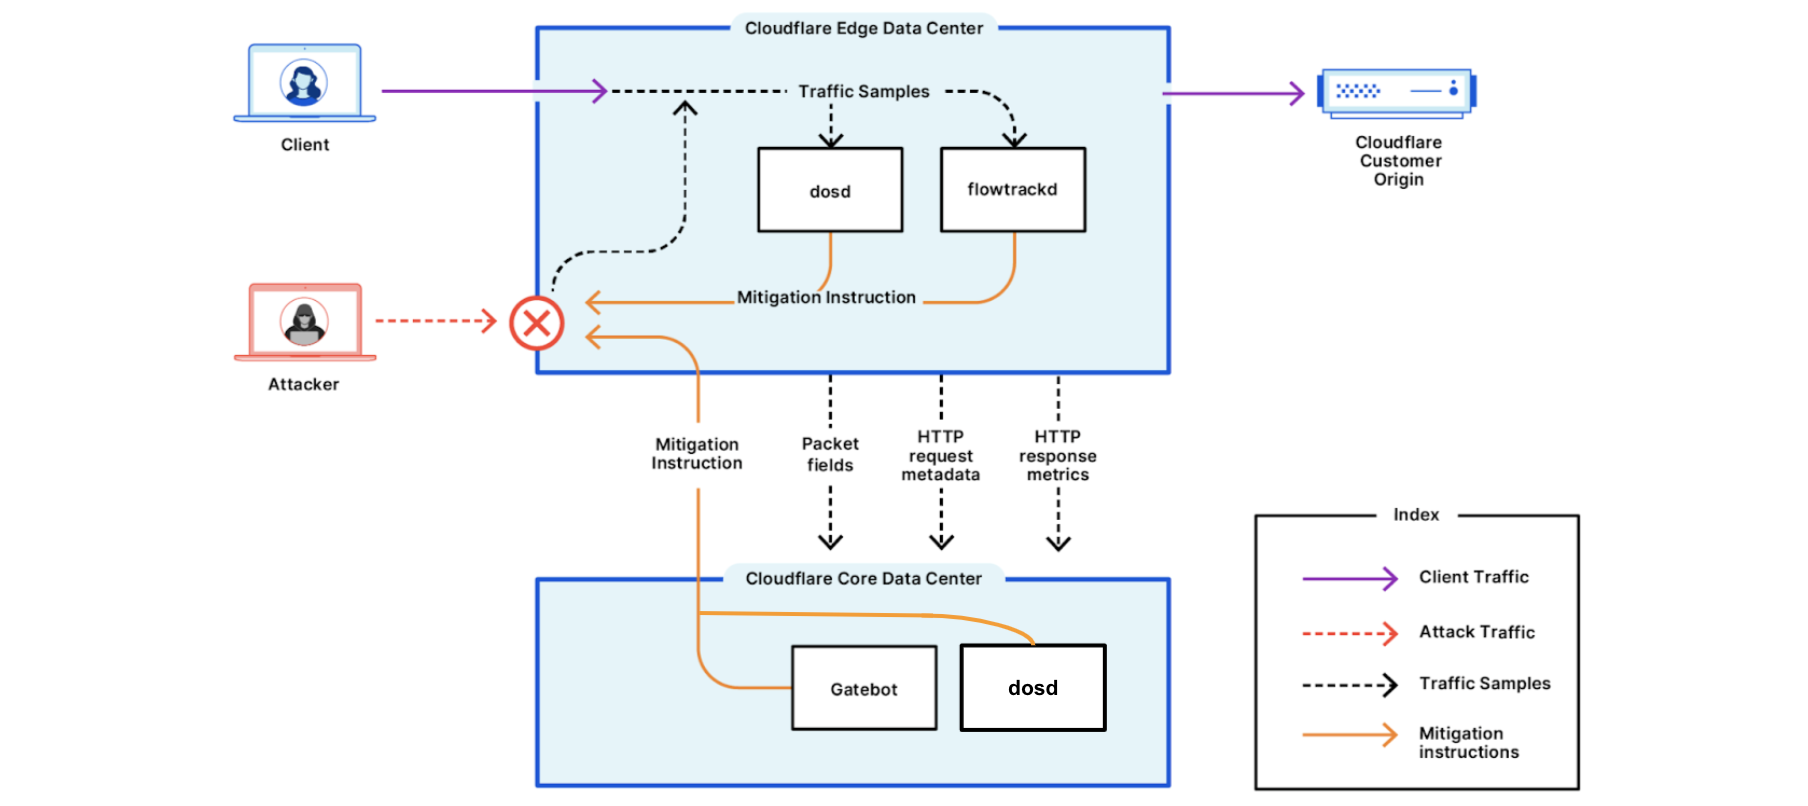 Cloudflare Edge Data Center
Traffic Samples
Client
dosd
flowtrackd
Cloudflare
Customer
Origin
Mitigation Instruction
Attacker
Mitigation
Instruction
Packet
fields
HTTP
request
metadata
HTTP
response
metrics
Cloudflare Core Data Center
Gatebot
dosd
Index
Client Traffic
Attack Traffic
Traffic Samples
Mitigation
instructions